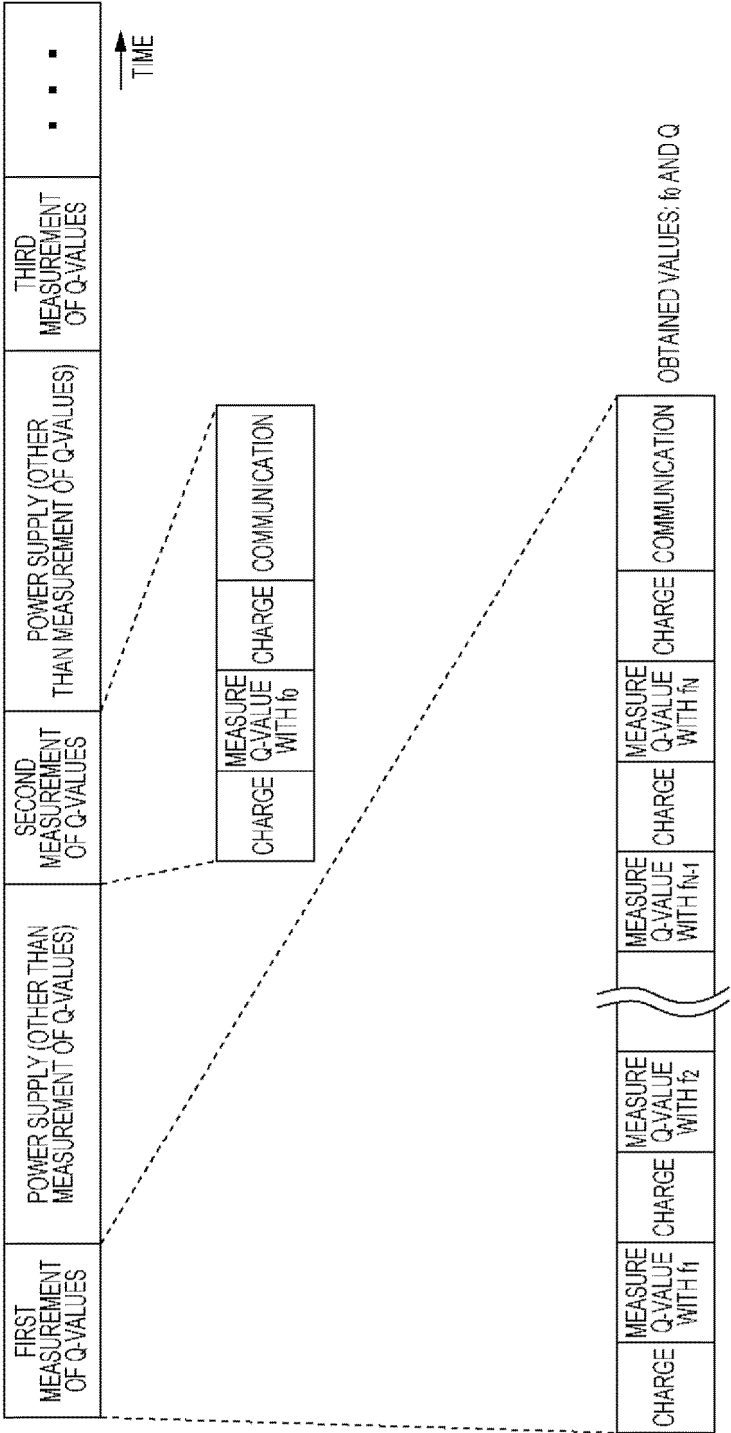 FIRST
MEASUREMENT
OF Q-VALUES
POWER SUPPLY (OTHER THAN
MEASUREMENT OF Q-VALUES)
SECOND
MEASUREMENT
OF Q-VALUES
POWER SUPPLY (OTHER
THAN MEASUREMENT OF Q-VALUES)
THIRD
MEASUREMENT
OF Q-VALUES
TIME
CHARGE
MEASURE
Q-VALUE
WITH f0
CHARGE
COMMUNICATION
CHARGE
MEASURE
Q-VALUE
WITH f1
CHARGE
MEASURE
Q-VALUE
WITH f2
MEASURE
Q-VALUE
WITH fN-1
CHARGE
MEASURE
Q-VALUE
WITH fN
CHARGE
COMMUNICATION
OBTAINED VALUES: f0 AND Q